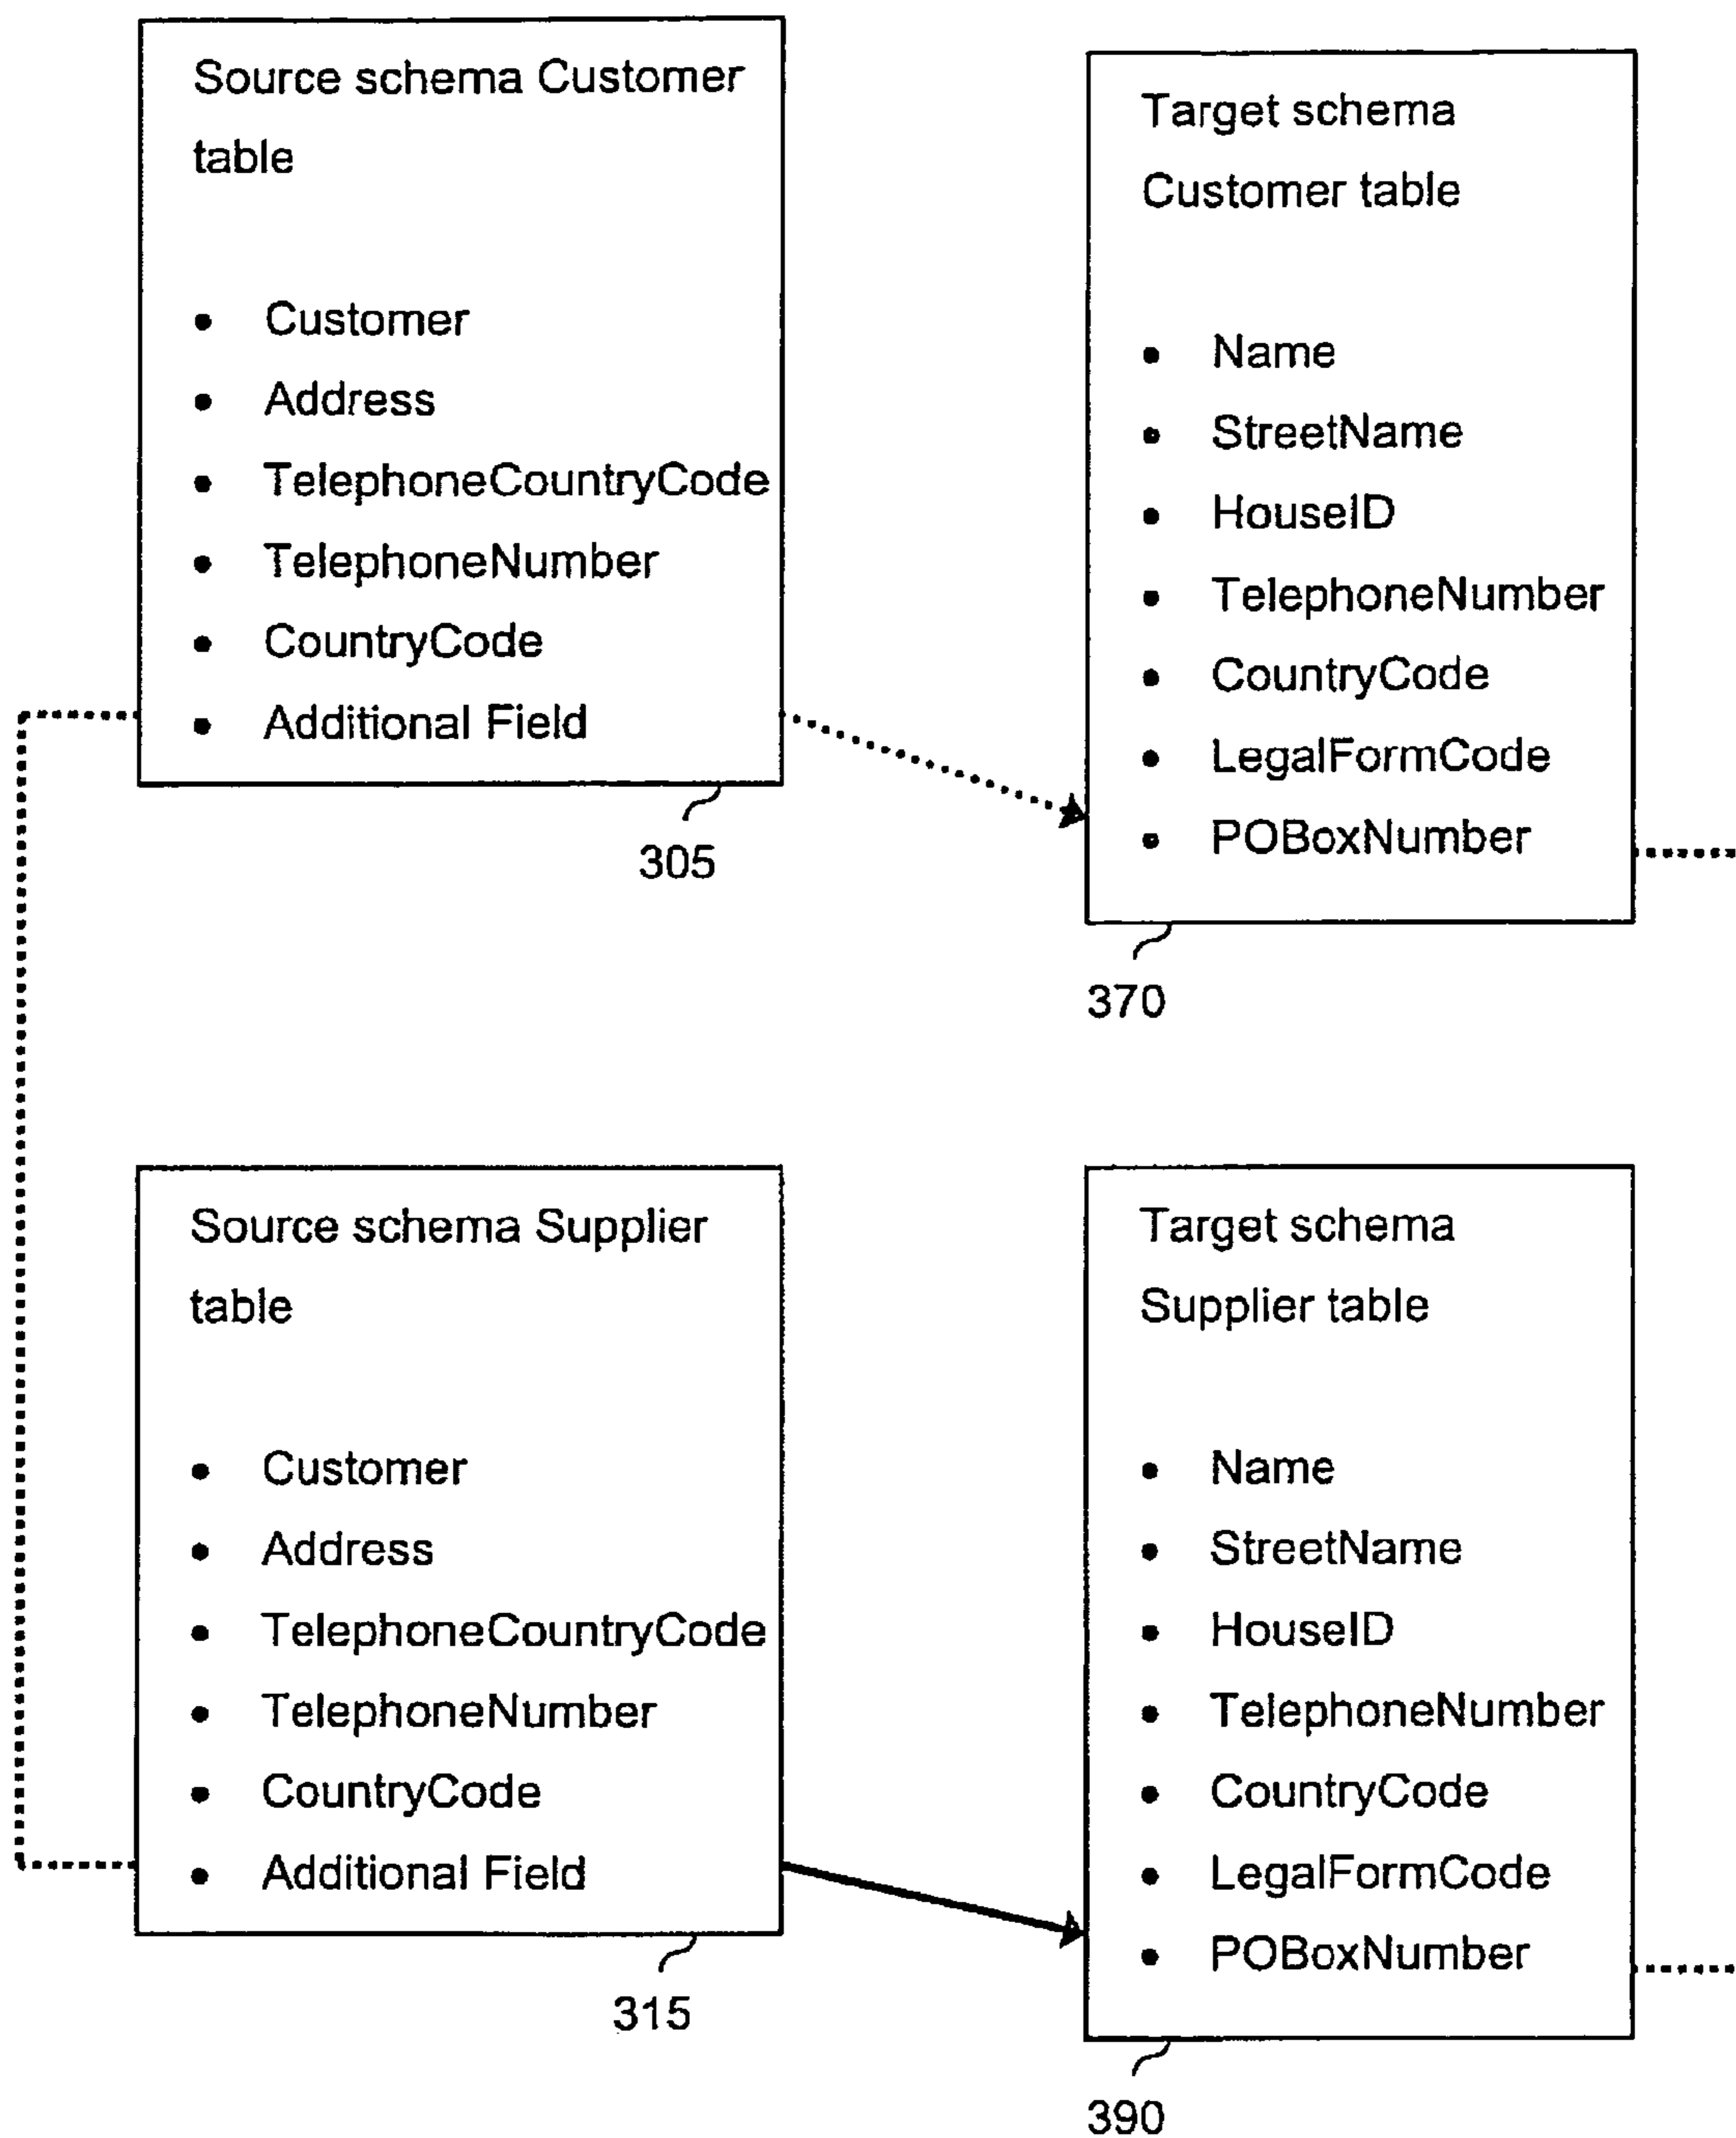 Source schema Customer
table
• Customer
• Address
• TelephoneCountryCode
• TelephoneNumber
• CountryCode
• Additional Field
305
Target schema
Customer table
• Name
• StreetName
• HouseID
• TelephoneNumber
• CountryCode
• LegalFormCode
• POBoxNumber
370
Source schema Supplier
table
• Customer
• Address
• TelephoneCountryCode
• TelephoneNumber
• CountryCode
• Additional Field
315
Target schema
Supplier table
• Name
• StreetName
• HouseID
• TelephoneNumber
• CountryCode
• LegalFormCode
• POBoxNumber
390